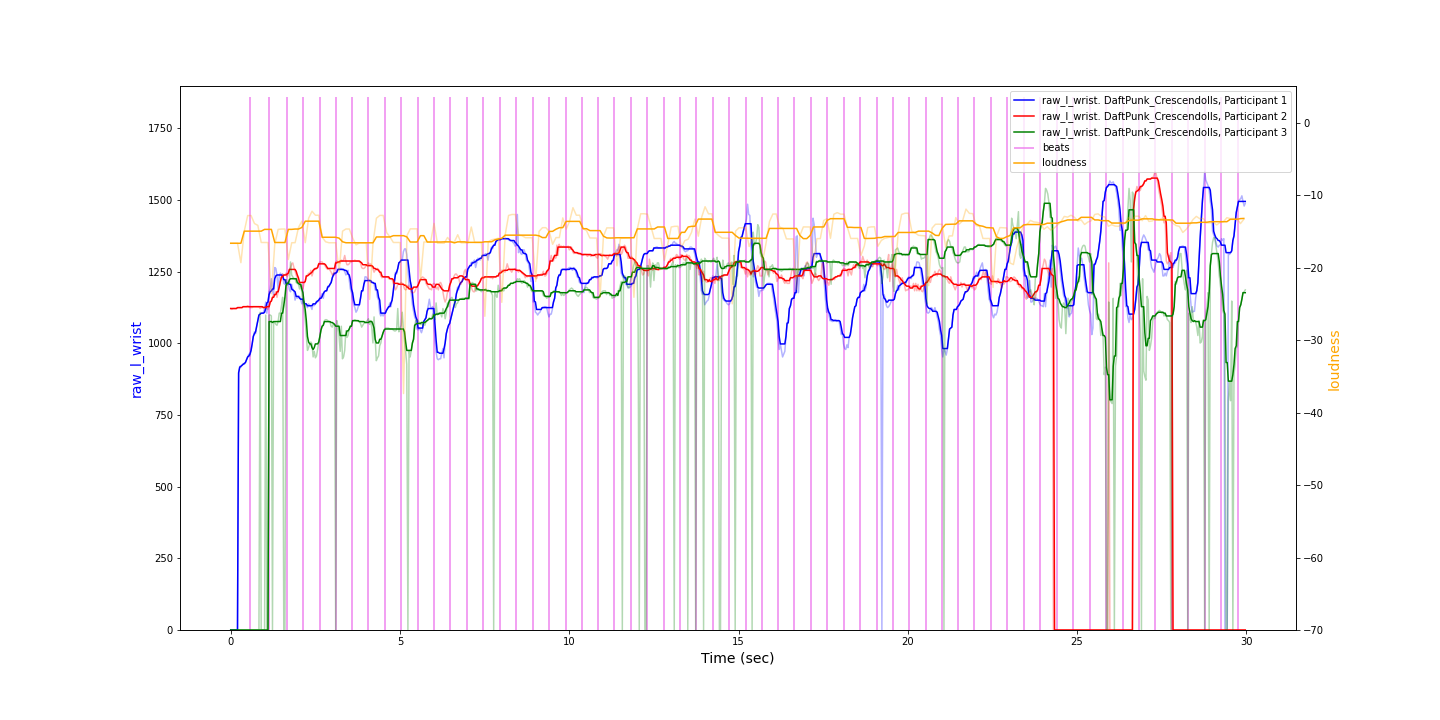 raw_l_wrist. DaftPunk_Crescendolls, Participant 1
raw_l_wrist. DaftPunk_Crescendolls, Participant 2
raw_l_wrist. DaftPunk_Crescendolls, Participant 3
beats
loudness
1750
1500
1250
1000
750
500
250
0
raw_l_wrist
0
−10
−20
−30
−40
−50
−60
−70
loudness
0 5 10 15 20 25 30
Time (sec)